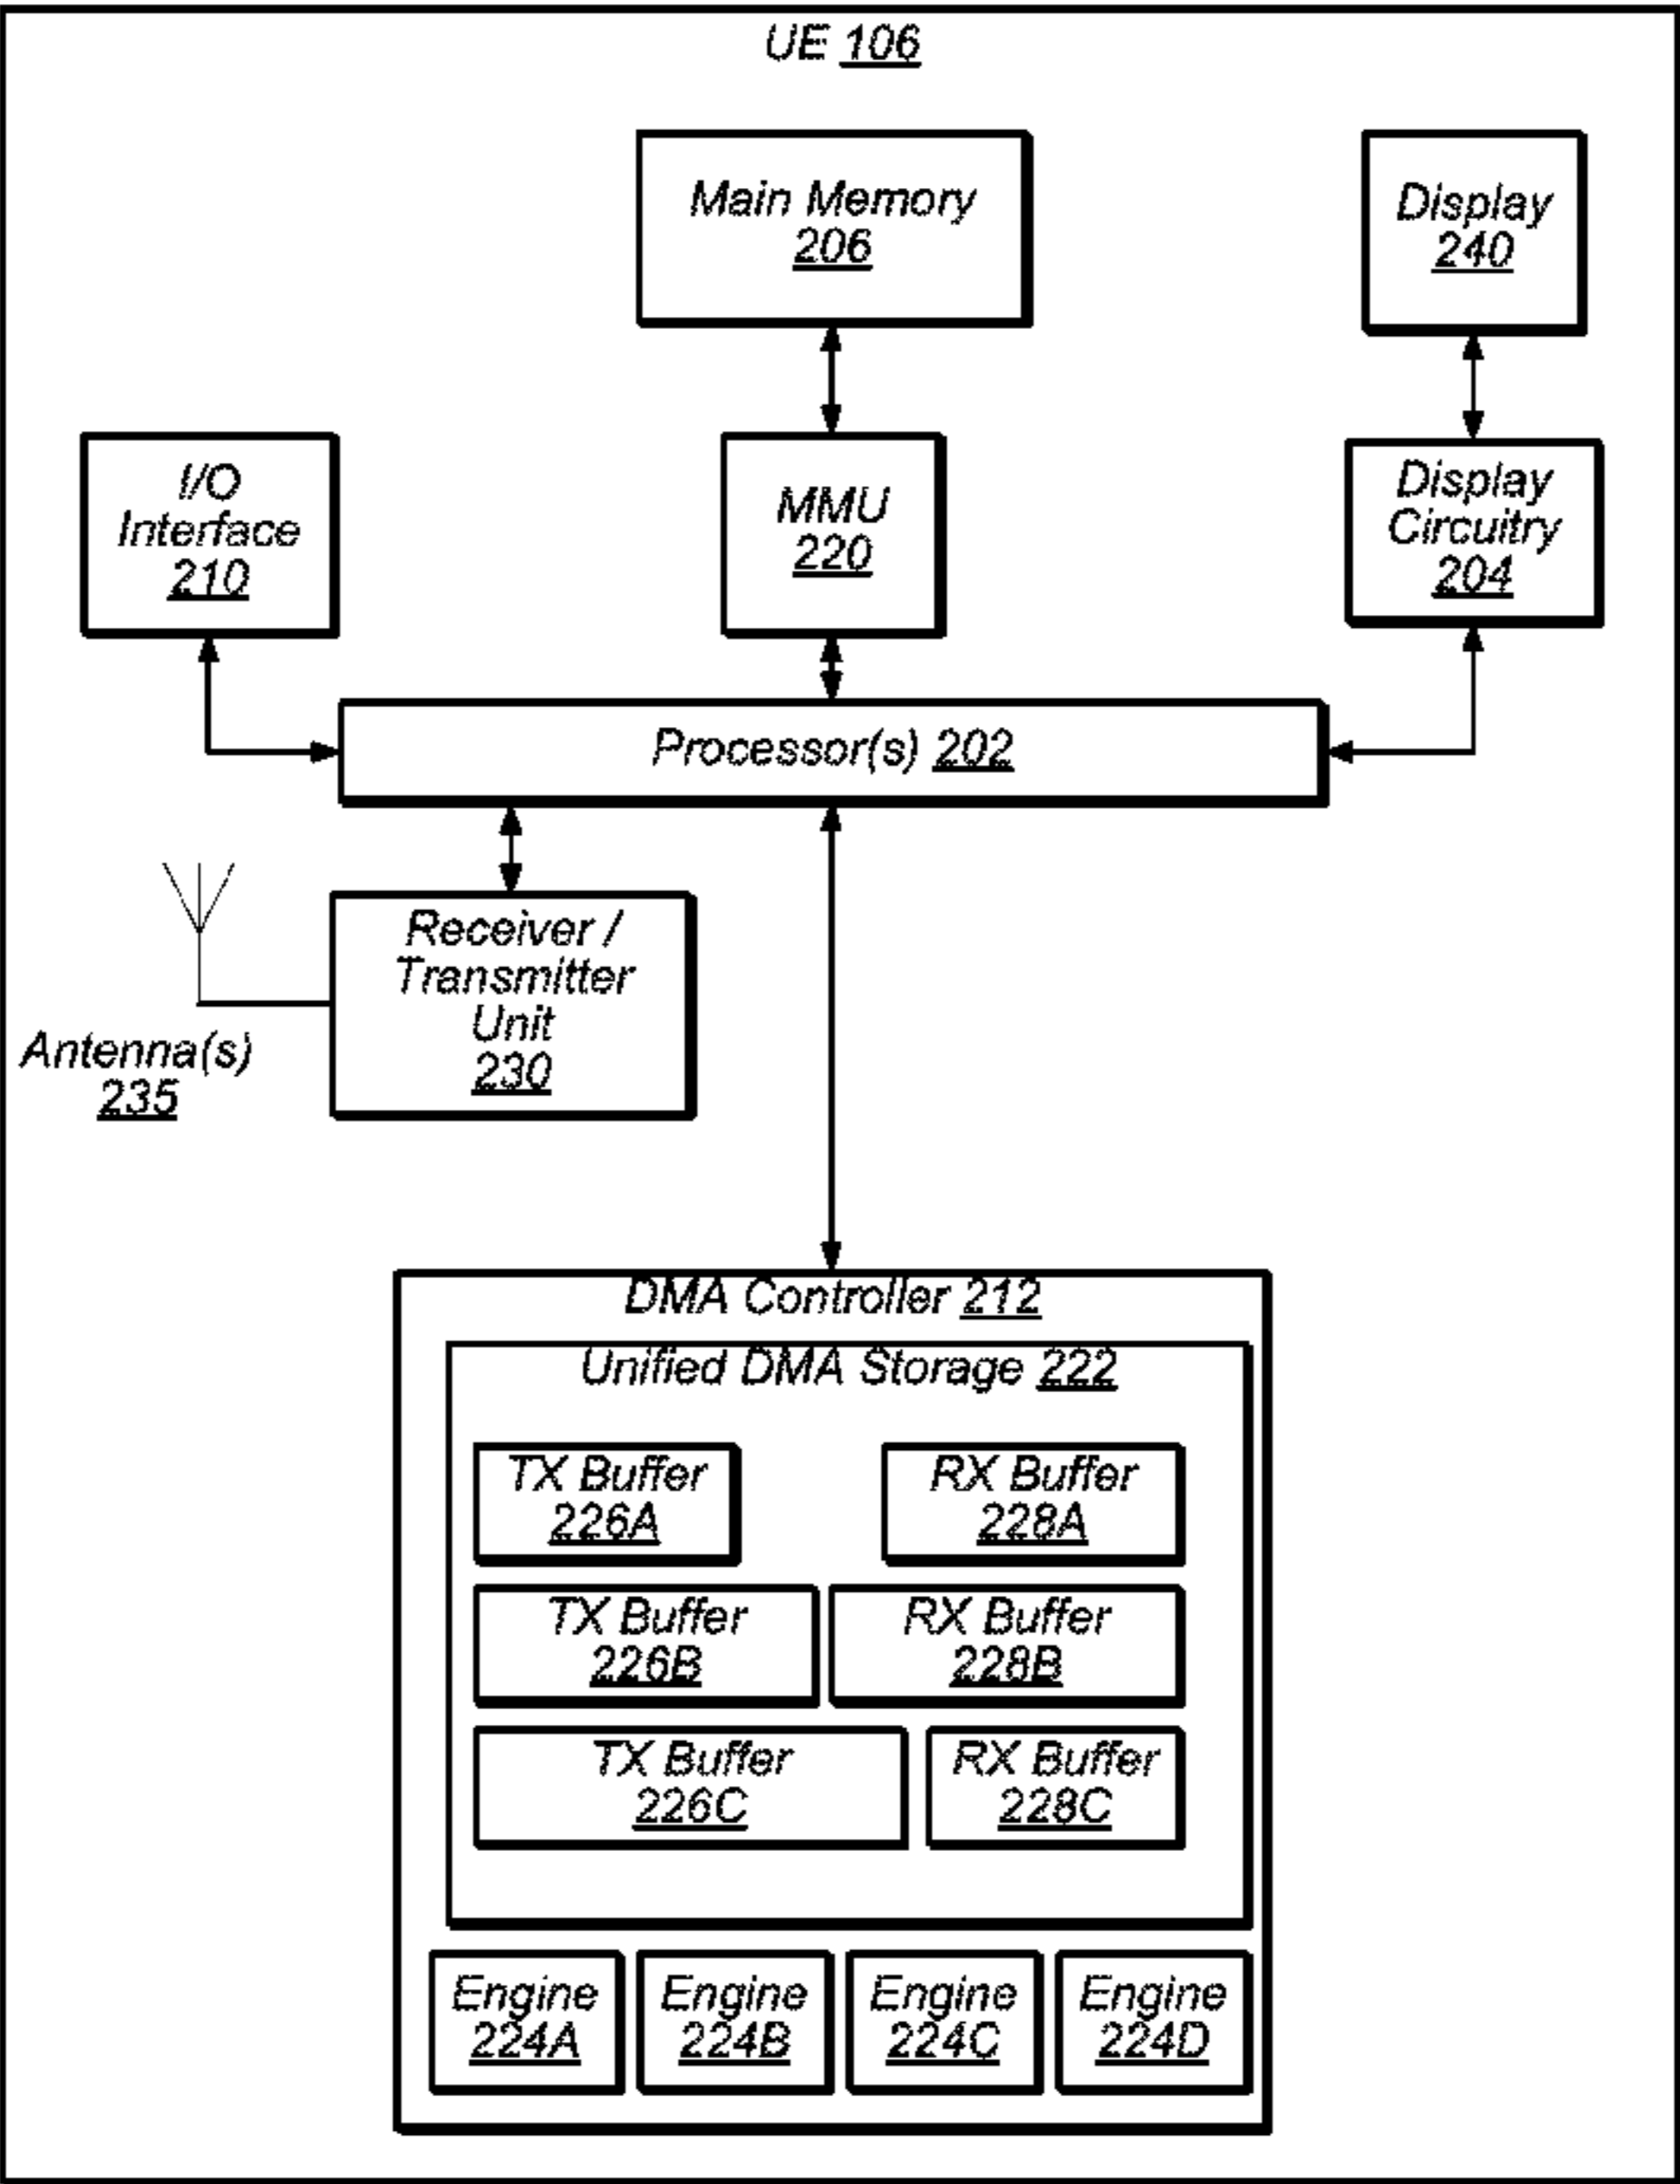 UE 106
Main Memory
206
Display
240
I/O
Interface
210
MMU
220
Display
Circuitry
204
Processor(s) 202
Receiver /
Transmitter
Unit
230
Antenna(s)
235
DMA Controller 212
Unified DMA Storage 222
TX Buffer
226A
RX Buffer
228A
TX Buffer
226B
RX Buffer
228B
TX Buffer
226C
RX Buffer
228C
Engine
224A
Engine
224B
Engine
224C
Engine
224D